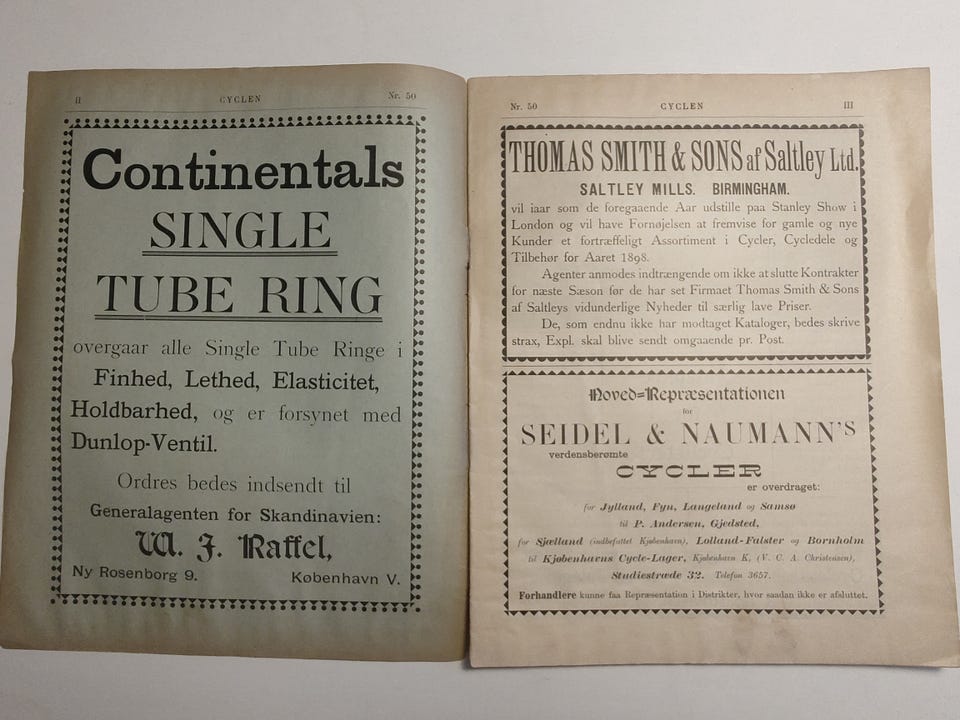 II CYCLEN Nr. 50
Continentals
SINGLE
TUBE RING
overgaar alle Single Tube Ringe i
Finhed, Lethed, Elasticitet,
Holdbarhed, og er forsynet med
Dunlop-Ventil.
Ordres bedes indsendt til
Generalagenten for Skandinavien:
W. J. Raffel,
Ny Rosenborg 9. København V.
Nr. 50 CYCLEN III
THOMAS SMITH & SONS af Saltley Ltd.
SALTLEY MILLS. BIRMINGHAM.
vil iaar som de foregaaende Aar udstille paa Stanley Show i
London og vil have Fornøjelsen at fremvise for gamle og nye
Kunder et fortræffeligt Assortiment i Cycler, Cycledele og
Tilbehør for Aaret 1898.
Agenter anmodes indtrængende om ikke at slutte Kontrakter
for næste Sæson før de har set Firmaet Thomas Smith & Sons
af Saltleys vidunderlige Nyheder til særlig lave Priser.
De, som endnu ikke har modtaget Kataloger, bedes skrive
strax, Expl. skal blive sendt omgaaende pr. Post.
Hoved-Repræsentationen
for
SEIDEL & NAUMANN'S
verdensberømte
CYCLER
er overdraget:
for Jylland, Fyn, Langeland og Samsø
til P. Andersen, Gjedsted,
for Sjælland (indbefattet Kjøbenhavn), Lolland-Falster og Bornholm
til Kjøbenhavns Cycle-Lager, Kjøbenhavn K, (V. C. A. Christensen),
Studiestræde 32. Telefon 3657.
Forhandlere kunne faa Repræsentation i Distrikter, hvor saadan ikke er afsluttet.